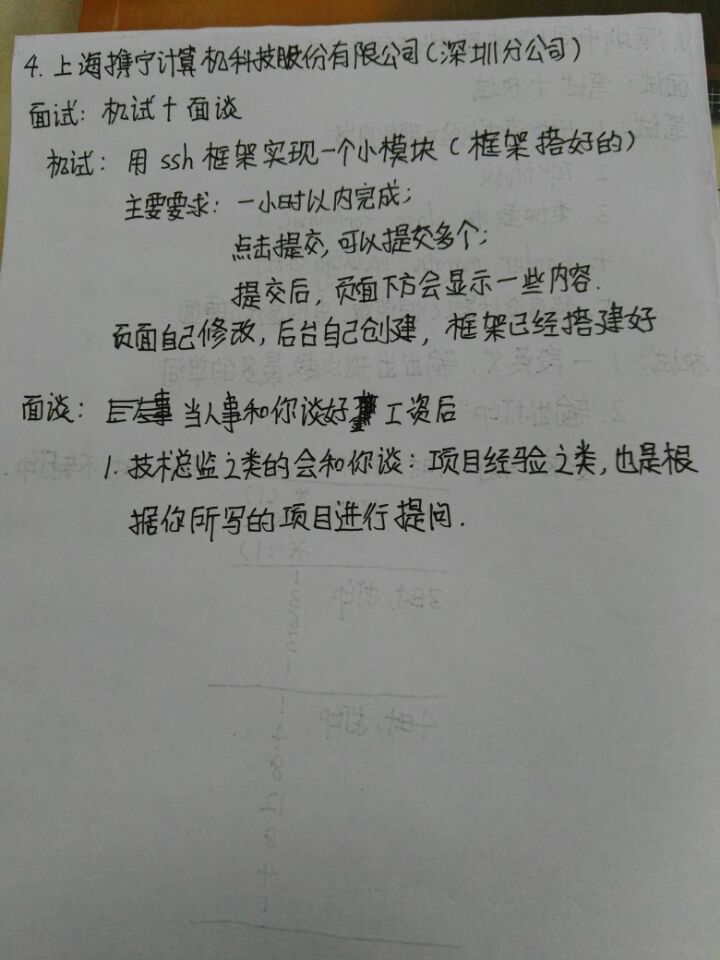 4. 上海携宁计算机科技股份有限公司(深圳分公司)
面试: 机试+面谈
机试: 用 ssh 框架实现一个小模块(框架搭好的)
主要要求: 一小时以内完成;
点击提交, 可以提交多个;
提交后, 页面下方会显示一些内容.
页面自己修改, 后台自己创建, 框架已经搭建好
面谈: 当人事和你谈好工资后
1. 技术总监之类的会和你谈: 项目经验之类, 也是根
据你所写的项目进行提问.